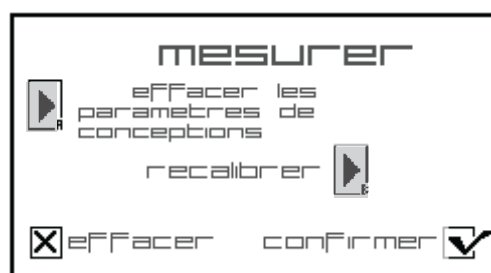 mesurer
effacer les
parametres de
conceptions
A
recalibrer
B
effacer confirmer